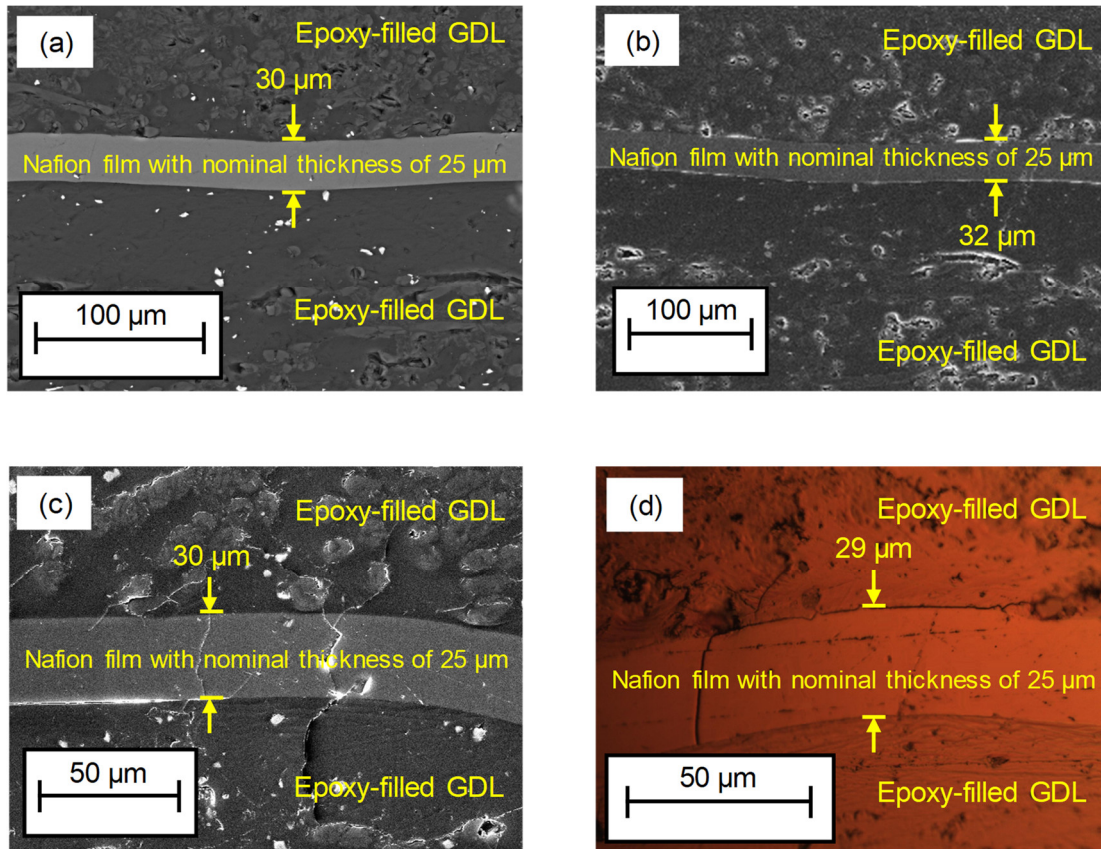 (a)
Epoxy-filled GDL
30 µm
Nafion film with nominal thickness of 25 µm
Epoxy-filled GDL
100 µm
(b)
Epoxy-filled GDL
Nafion film with nominal thickness of 25 µm
32 µm
100 µm
Epoxy-filled GDL
(c)
Epoxy-filled GDL
30 µm
Nafion film with nominal thickness of 25 µm
50 µm
Epoxy-filled GDL
(d)
Epoxy-filled GDL
29 µm
Nafion film with nominal thickness of 25 µm
50 µm
Epoxy-filled GDL